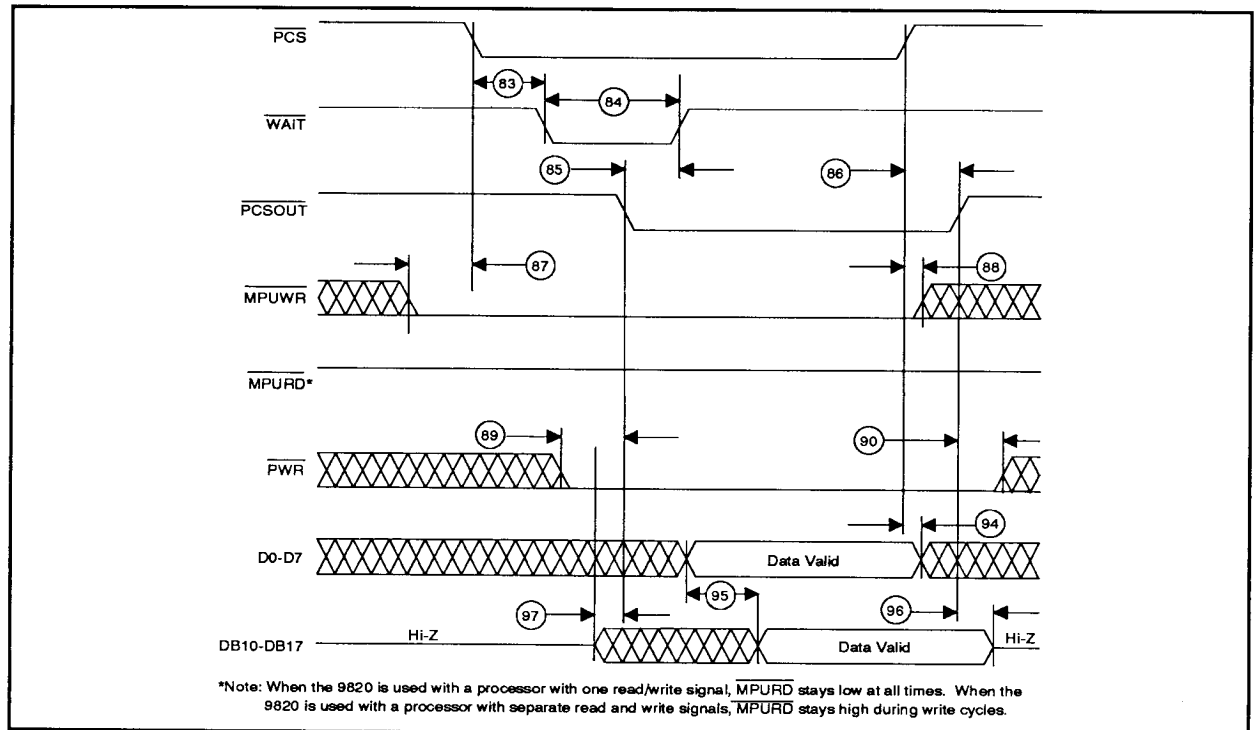 PCS
83
84
WAIT
85
86
PCSOUT
87
88
MPUWR
MPURD*
89
90
PWR
94
D0-D7
Data Valid
95
97
96
Hi-Z
Hi-Z
DB10-DB17
Data Valid
*Note: When the 9820 is used with a processor with one read/write signal, MPURD stays low at all times. When the
9820 is used with a processor with separate read and write signals, MPURD stays high during write cycles.